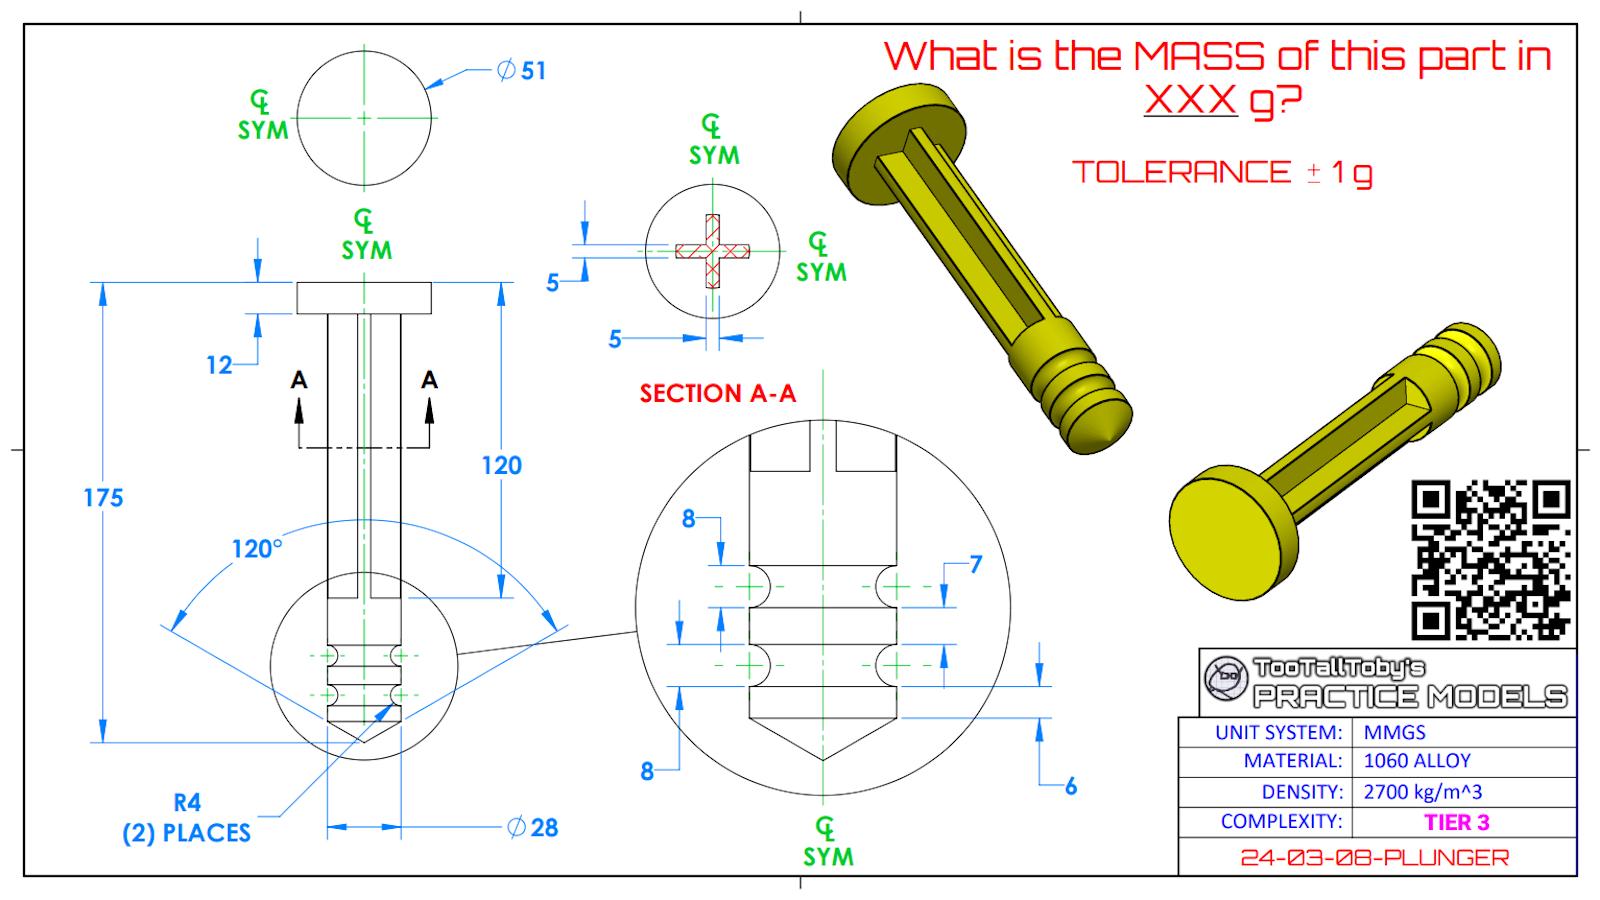 What is the MASS of this part in
XXX g?
TOLERANCE ± 1 g
∅ 51
℄
SYM
℄
SYM
℄
SYM
℄
SYM
5
5
SECTION A-A
12
A
A
120
175
120°
R4
(2) PLACES
∅ 28
8
7
8
6
℄
SYM
TooTallToby's
PRACTICE MODELS
UNIT SYSTEM: MMGS
MATERIAL: 1060 ALLOY
DENSITY: 2700 kg/m^3
COMPLEXITY: TIER 3
24-03-08-PLUNGER